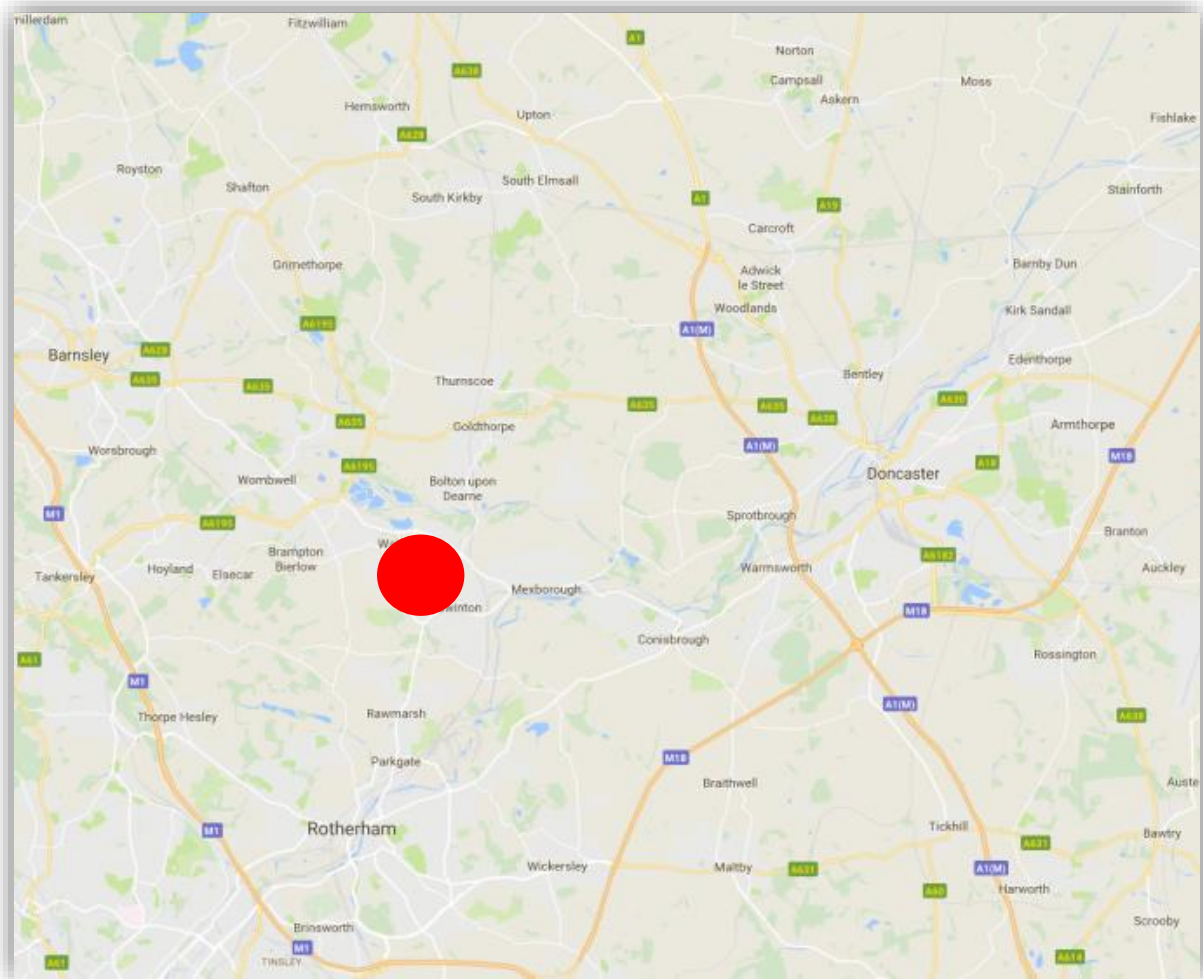 Fitzwilliam
A1
Norton
A638
Campsall
Moss
Askern
Hemsworth
Upton
Fishlake
A628
Royston
South Elmsall
Shafton
Stainforth
South Kirkby
A1
A19
Carcroft
Grimethorpe
Barnby Dun
Adwick
le Street
Woodlands
Kirk Sandall
A6195
A1(M)
Barnsley
A628
Edenthorpe
Bentley
A635
A635
Thurnscoe
A630
A635
A635
A638
A635
Goldthorpe
Armthorpe
Worsbrough
A1(M)
M18
A6195
A18
Wombwell
Bolton upon
Dearne
Doncaster
M1
Sprotbrough
A6195
Branton
Brampton
Bierlow
A6182
Tankersley
Hoyland
Elsecar
Warmsworth
Auckley
Mexborough
M18
Conisbrough
Rossington
A61
M1
A1(M)
Thorpe Hesley
Rawmarsh
A638
Parkgate
M18
Braithwell
M1
Rotherham
Tickhill
Bawtry
A631
Wickersley
Maltby
A631
A1(M)
A60
Harworth
Scrooby
Brinsworth
M1
TINSLEY
A61
A614